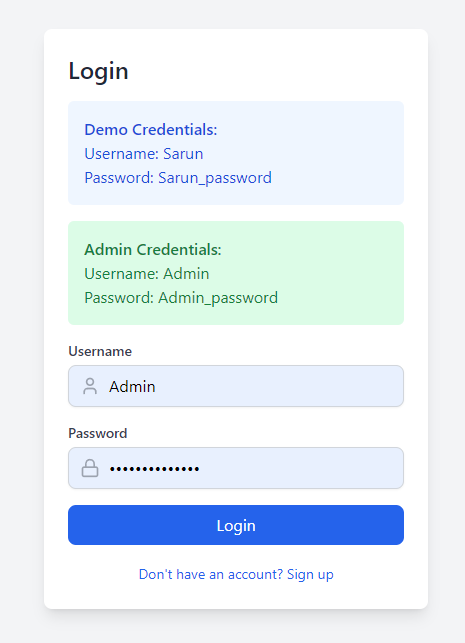 Login
Demo Credentials:
Username: Sarun
Password: Sarun_password
Admin Credentials:
Username: Admin
Password: Admin_password
Username
Admin
Password
••••••••••••••
Login
Don't have an account? Sign up